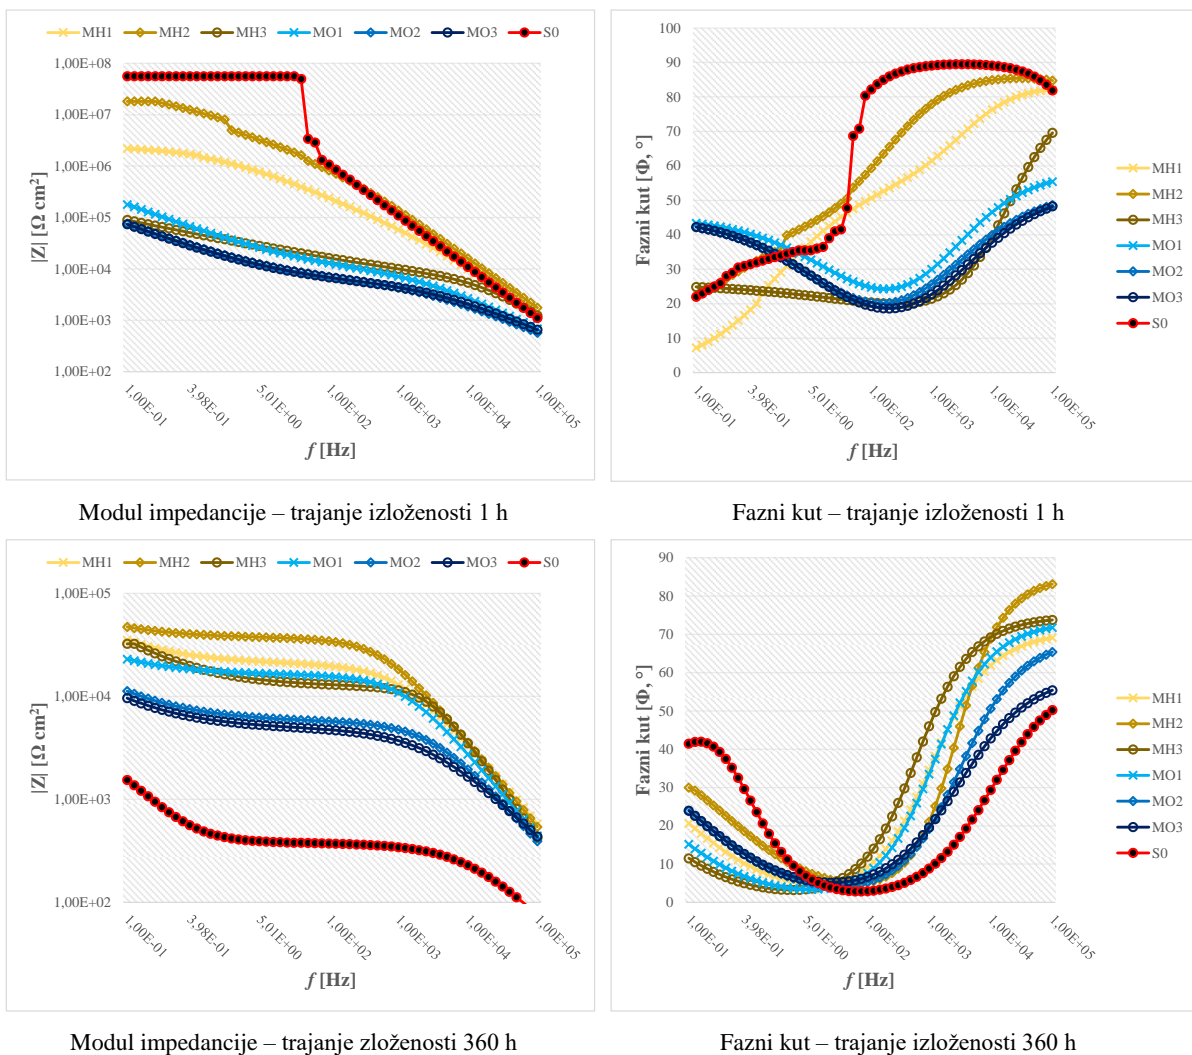 MH1 MH2 MH3 MO1 MO2 MO3 S0
1,00E+08
1,00E+07
1,00E+06
1,00E+05
1,00E+04
1,00E+03
1,00E+02
|Z| [Ω cm²]
1,00E-01 3,98E-01 5,01E+00 1,00E+02 1,00E+03 1,00E+04 1,00E+05
f [Hz]
Modul impedancije – trajanje izloženosti 1 h
100
90
80
70
60
50
40
30
20
10
0
Fazni kut [Φ, °]
1,00E-01 3,98E-01 5,01E+00 1,00E+02 1,00E+03 1,00E+04 1,00E+05
f [Hz]
MH1
MH2
MH3
MO1
MO2
MO3
S0
Fazni kut – trajanje izloženosti 1 h
MH1 MH2 MH3 MO1 MO2 MO3 S0
1,00E+05
1,00E+04
1,00E+03
1,00E+02
|Z| [Ω cm²]
1,00E-01 3,98E-01 5,01E+00 1,00E+02 1,00E+03 1,00E+04 1,00E+05
f [Hz]
Modul impedancije – trajanje zloženosti 360 h
90
80
70
60
50
40
30
20
10
0
Fazni kut [Φ, °]
1,00E-01 3,98E-01 5,01E+00 1,00E+02 1,00E+03 1,00E+04 1,00E+05
f [Hz]
MH1
MH2
MH3
MO1
MO2
MO3
S0
Fazni kut – trajanje izloženosti 360 h